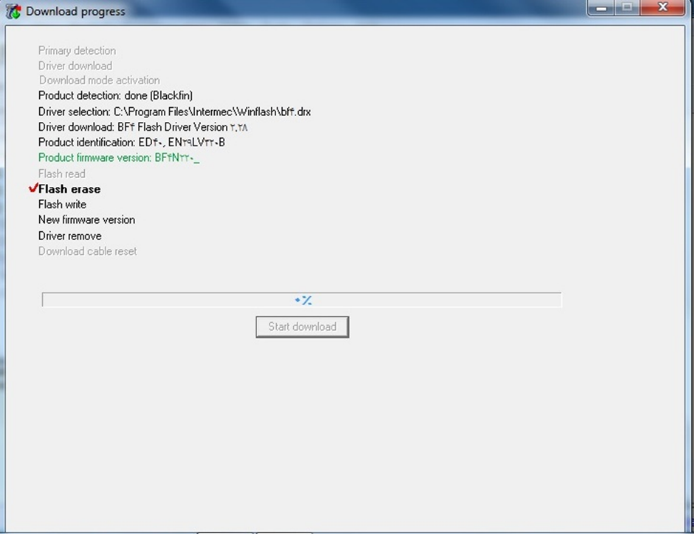 Download progress
Primary detection
Driver download
Download mode activation
Product detection: done (Blackfin)
Driver selection: C:\Program Files\Intermec\Winflash\bf۴.drx
Driver download: BF۴ Flash Driver Version ۲,۲۸
Product identification: ED۴۰, EN۲۹LV۳۲۰B
Product firmware version: BF۴N۲۲۰_
Flash read
Flash erase
Flash write
New firmware version
Driver remove
Download cable reset
۰٪
Start download